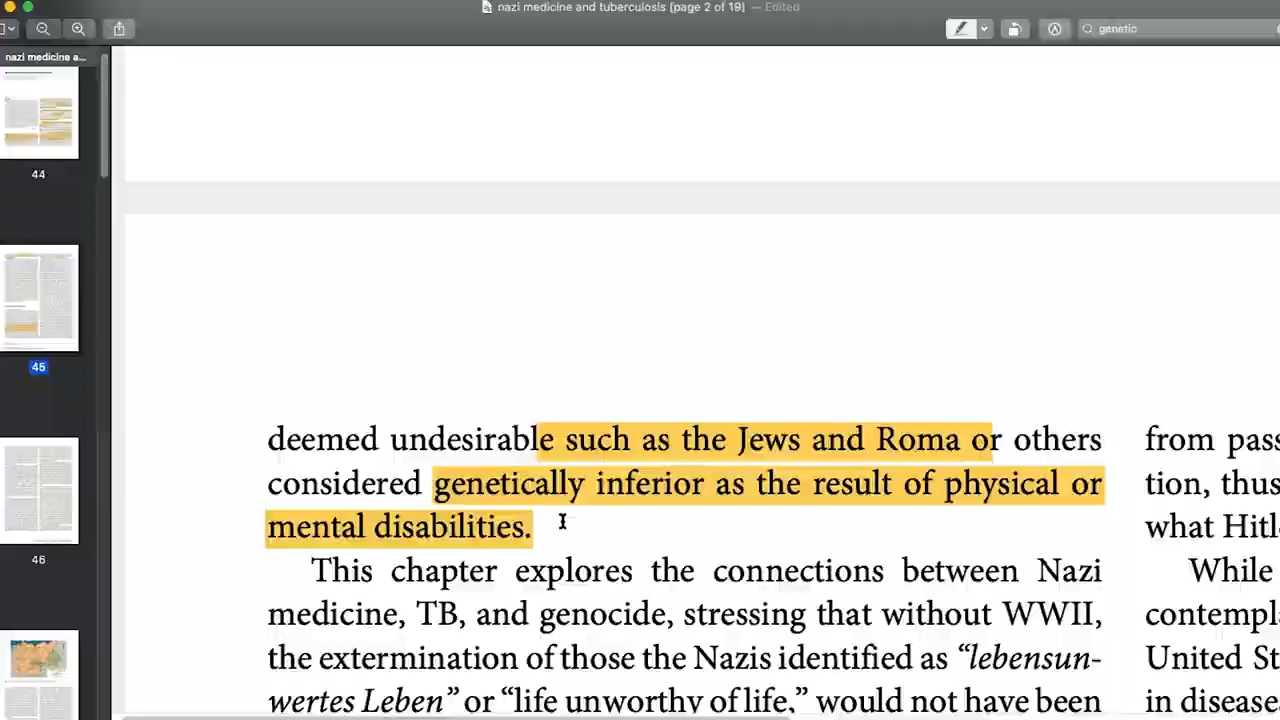 nazi medicine and tuberculosis (page 2 of 19) — Edited
genetic
nazi medicine a...
44
45
46
deemed undesirable such as the Jews and Roma or others
considered genetically inferior as the result of physical or
mental disabilities.
This chapter explores the connections between Nazi
medicine, TB, and genocide, stressing that without WWII,
the extermination of those the Nazis identified as “lebensun-
wertes Leben” or “life unworthy of life,” would not have been
from pass
tion, thus
what Hitl
While
contempla
United St
in disease